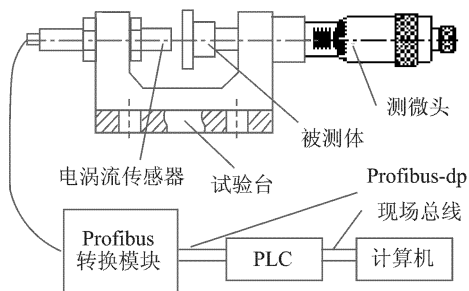 测微头
被测体
电涡流传感器
试验台
Profibus-dp
现场总线
Profibus
转换模块
PLC
计算机